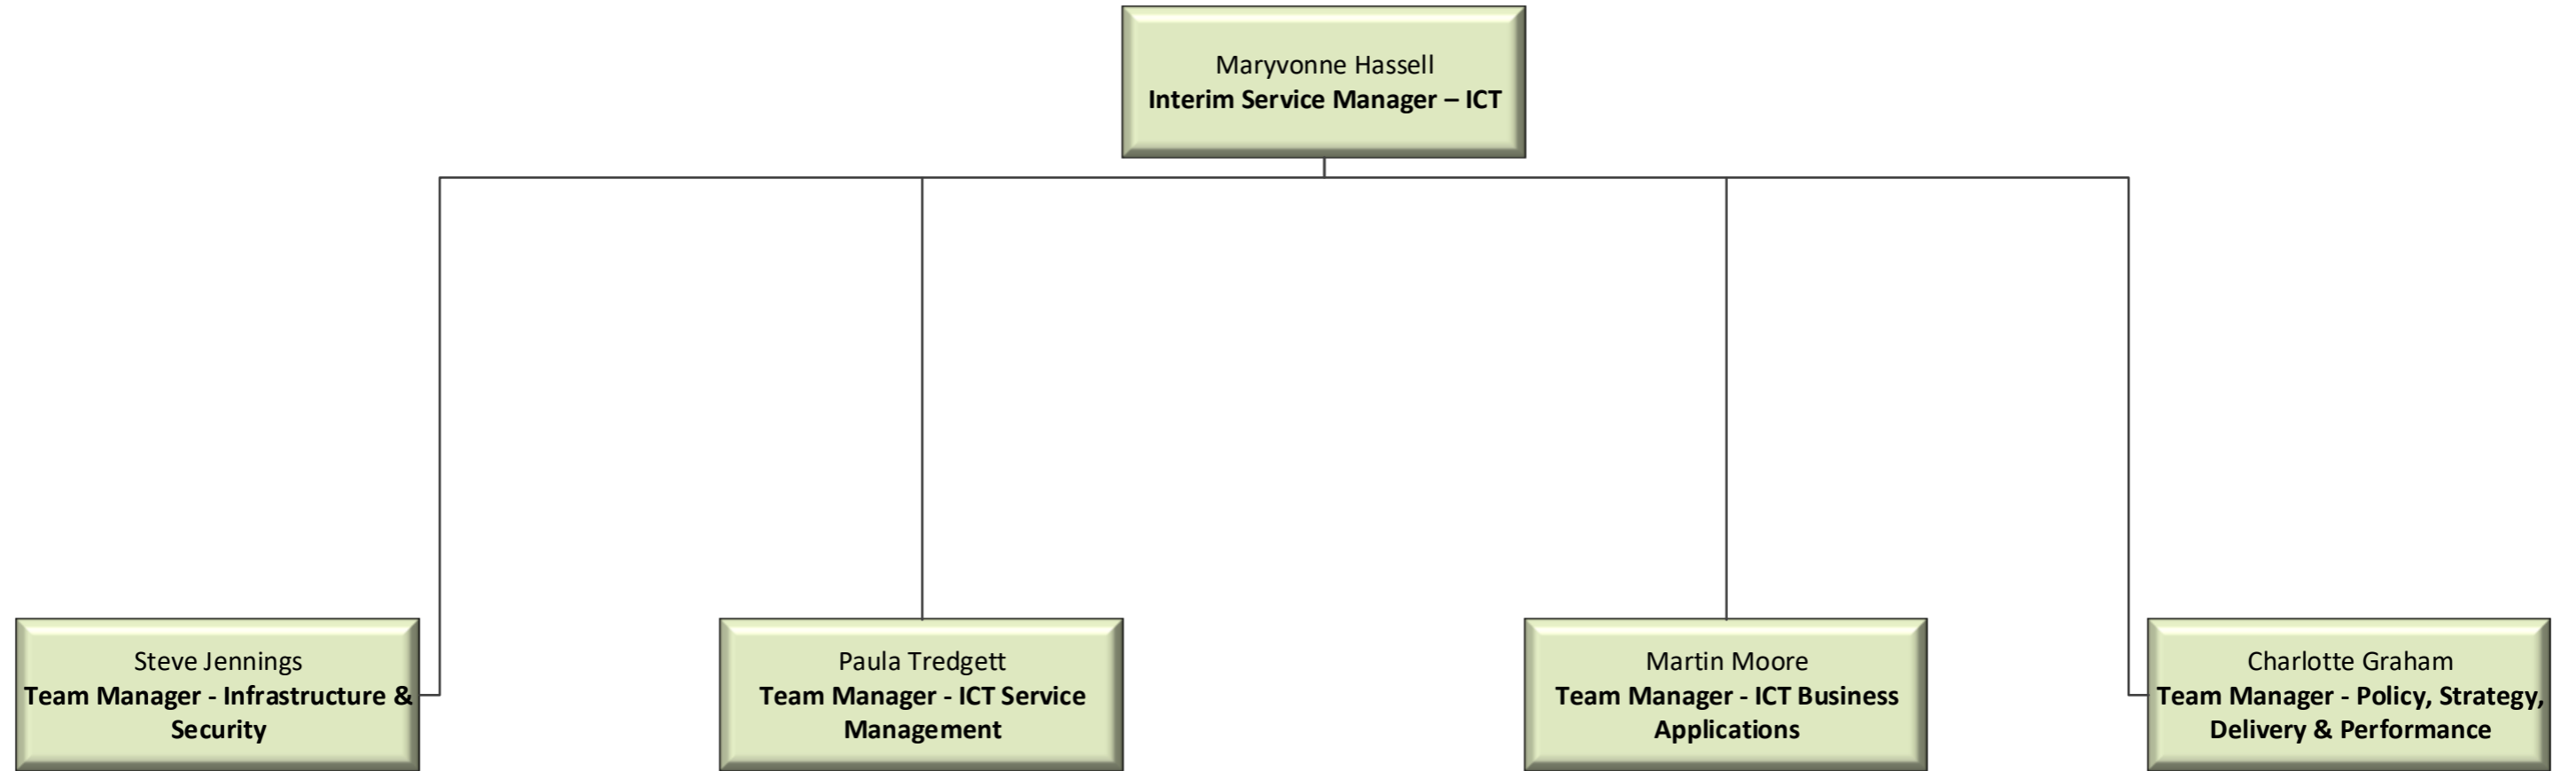 Maryvonne Hassell
Interim Service Manager – ICT
Steve Jennings
Team Manager - Infrastructure &
Security
Paula Tredgett
Team Manager - ICT Service
Management
Martin Moore
Team Manager - ICT Business
Applications
Charlotte Graham
Team Manager - Policy, Strategy,
Delivery & Performance